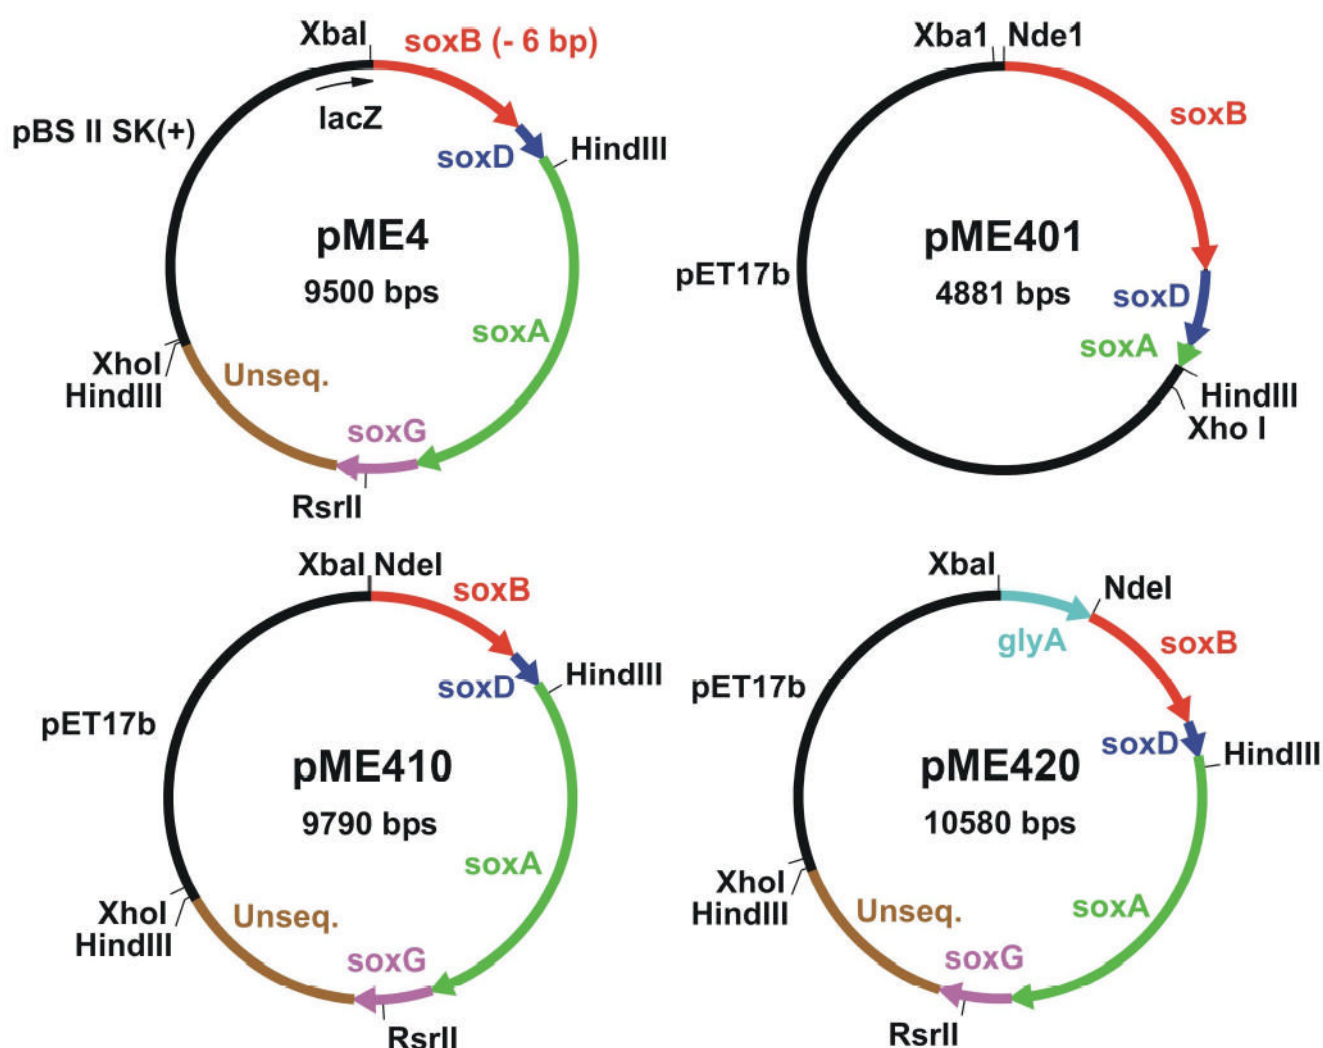 XbaI
soxB (- 6 bp)
lacZ
pBS II SK(+)
soxD
HindIII
pME4
9500 bps
soxA
XhoI
HindIII
Unseq.
soxG
RsrII
Xba1 Nde1
soxB
pET17b
pME401
4881 bps
soxD
soxA
HindIII
Xho I
XbaI NdeI
soxB
soxD
HindIII
pET17b
pME410
9790 bps
soxA
XhoI
HindIII
Unseq.
soxG
RsrII
XbaI
NdeI
glyA
soxB
pET17b
soxD
HindIII
pME420
10580 bps
XhoI
HindIII
Unseq.
soxA
soxG
RsrII